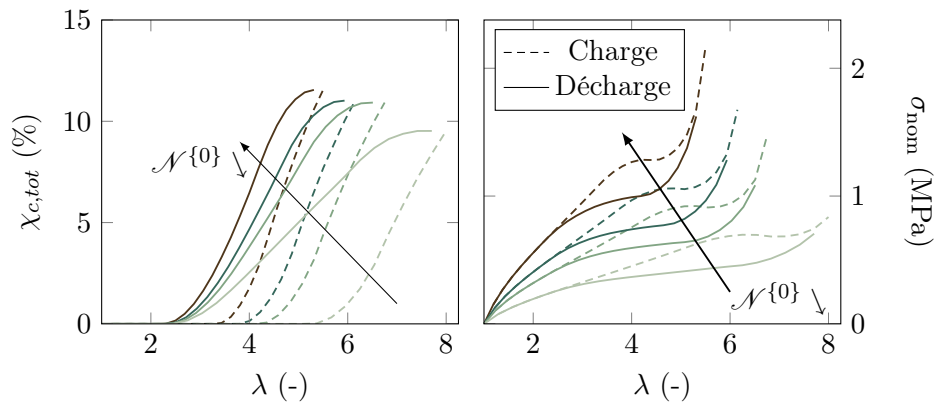 15
10
5
0
χc,tot (%)
𝒩{0} ↘
2 4 6 8
λ (-)
Charge
Décharge
2
1
0
σnom (MPa)
𝒩{0} ↘
2 4 6 8
λ (-)